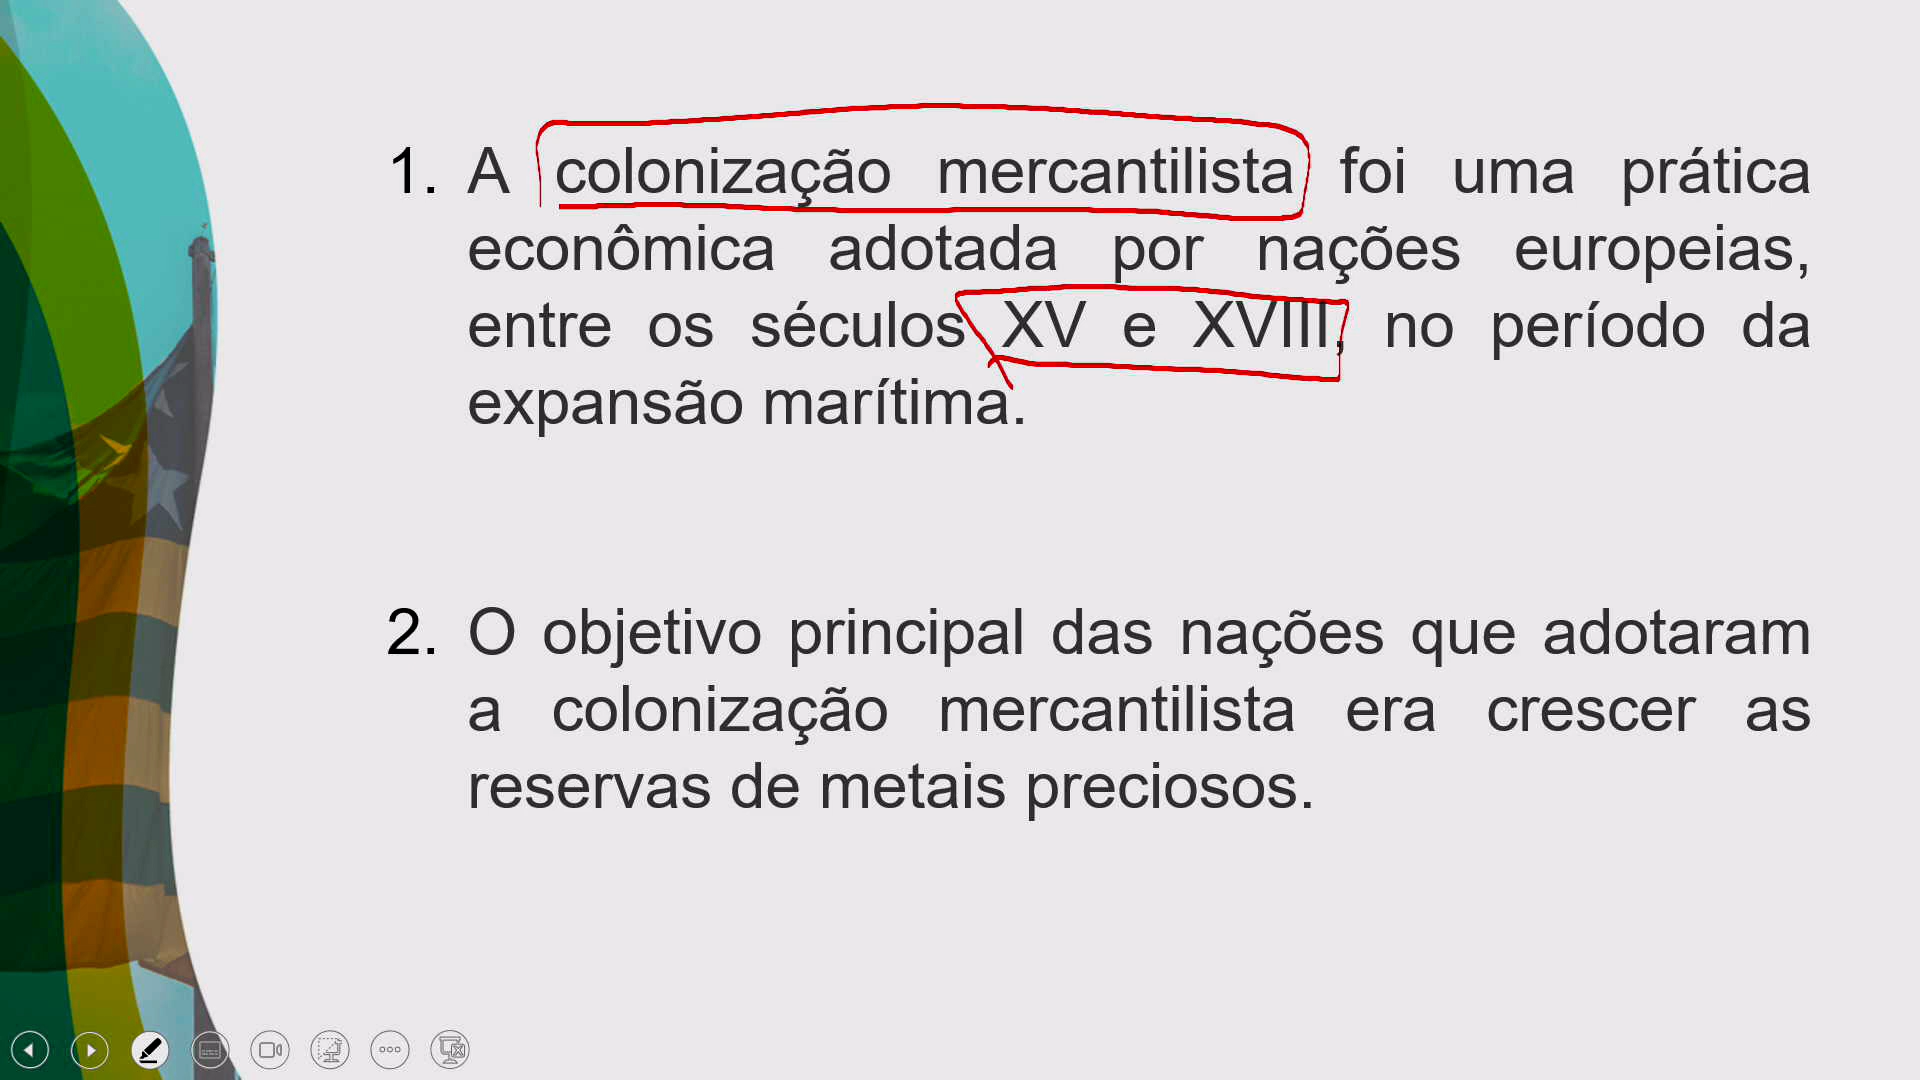 1. A colonização mercantilista foi uma prática
econômica adotada por nações europeias,
entre os séculos XV e XVIII, no período da
expansão marítima.
2. O objetivo principal das nações que adotaram
a colonização mercantilista era crescer as
reservas de metais preciosos.